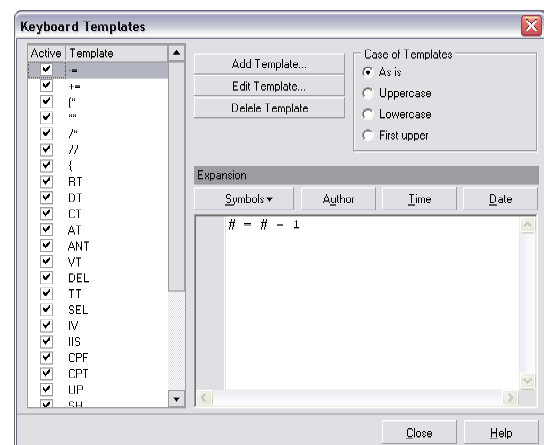 Keyboard Templates
Active Template
-=
+=
("
""
/*
//
{
RT
DT
CT
AT
ANT
VT
DEL
TT
SEL
IV
IIS
CPF
CPT
UP
SH
Add Template...
Edit Template...
Delele Template
Case of Templates
As is
Uppercase
Lowercase
First upper
Expansion
Symbols
Author
Time
Date
# = # - 1
Close
Help